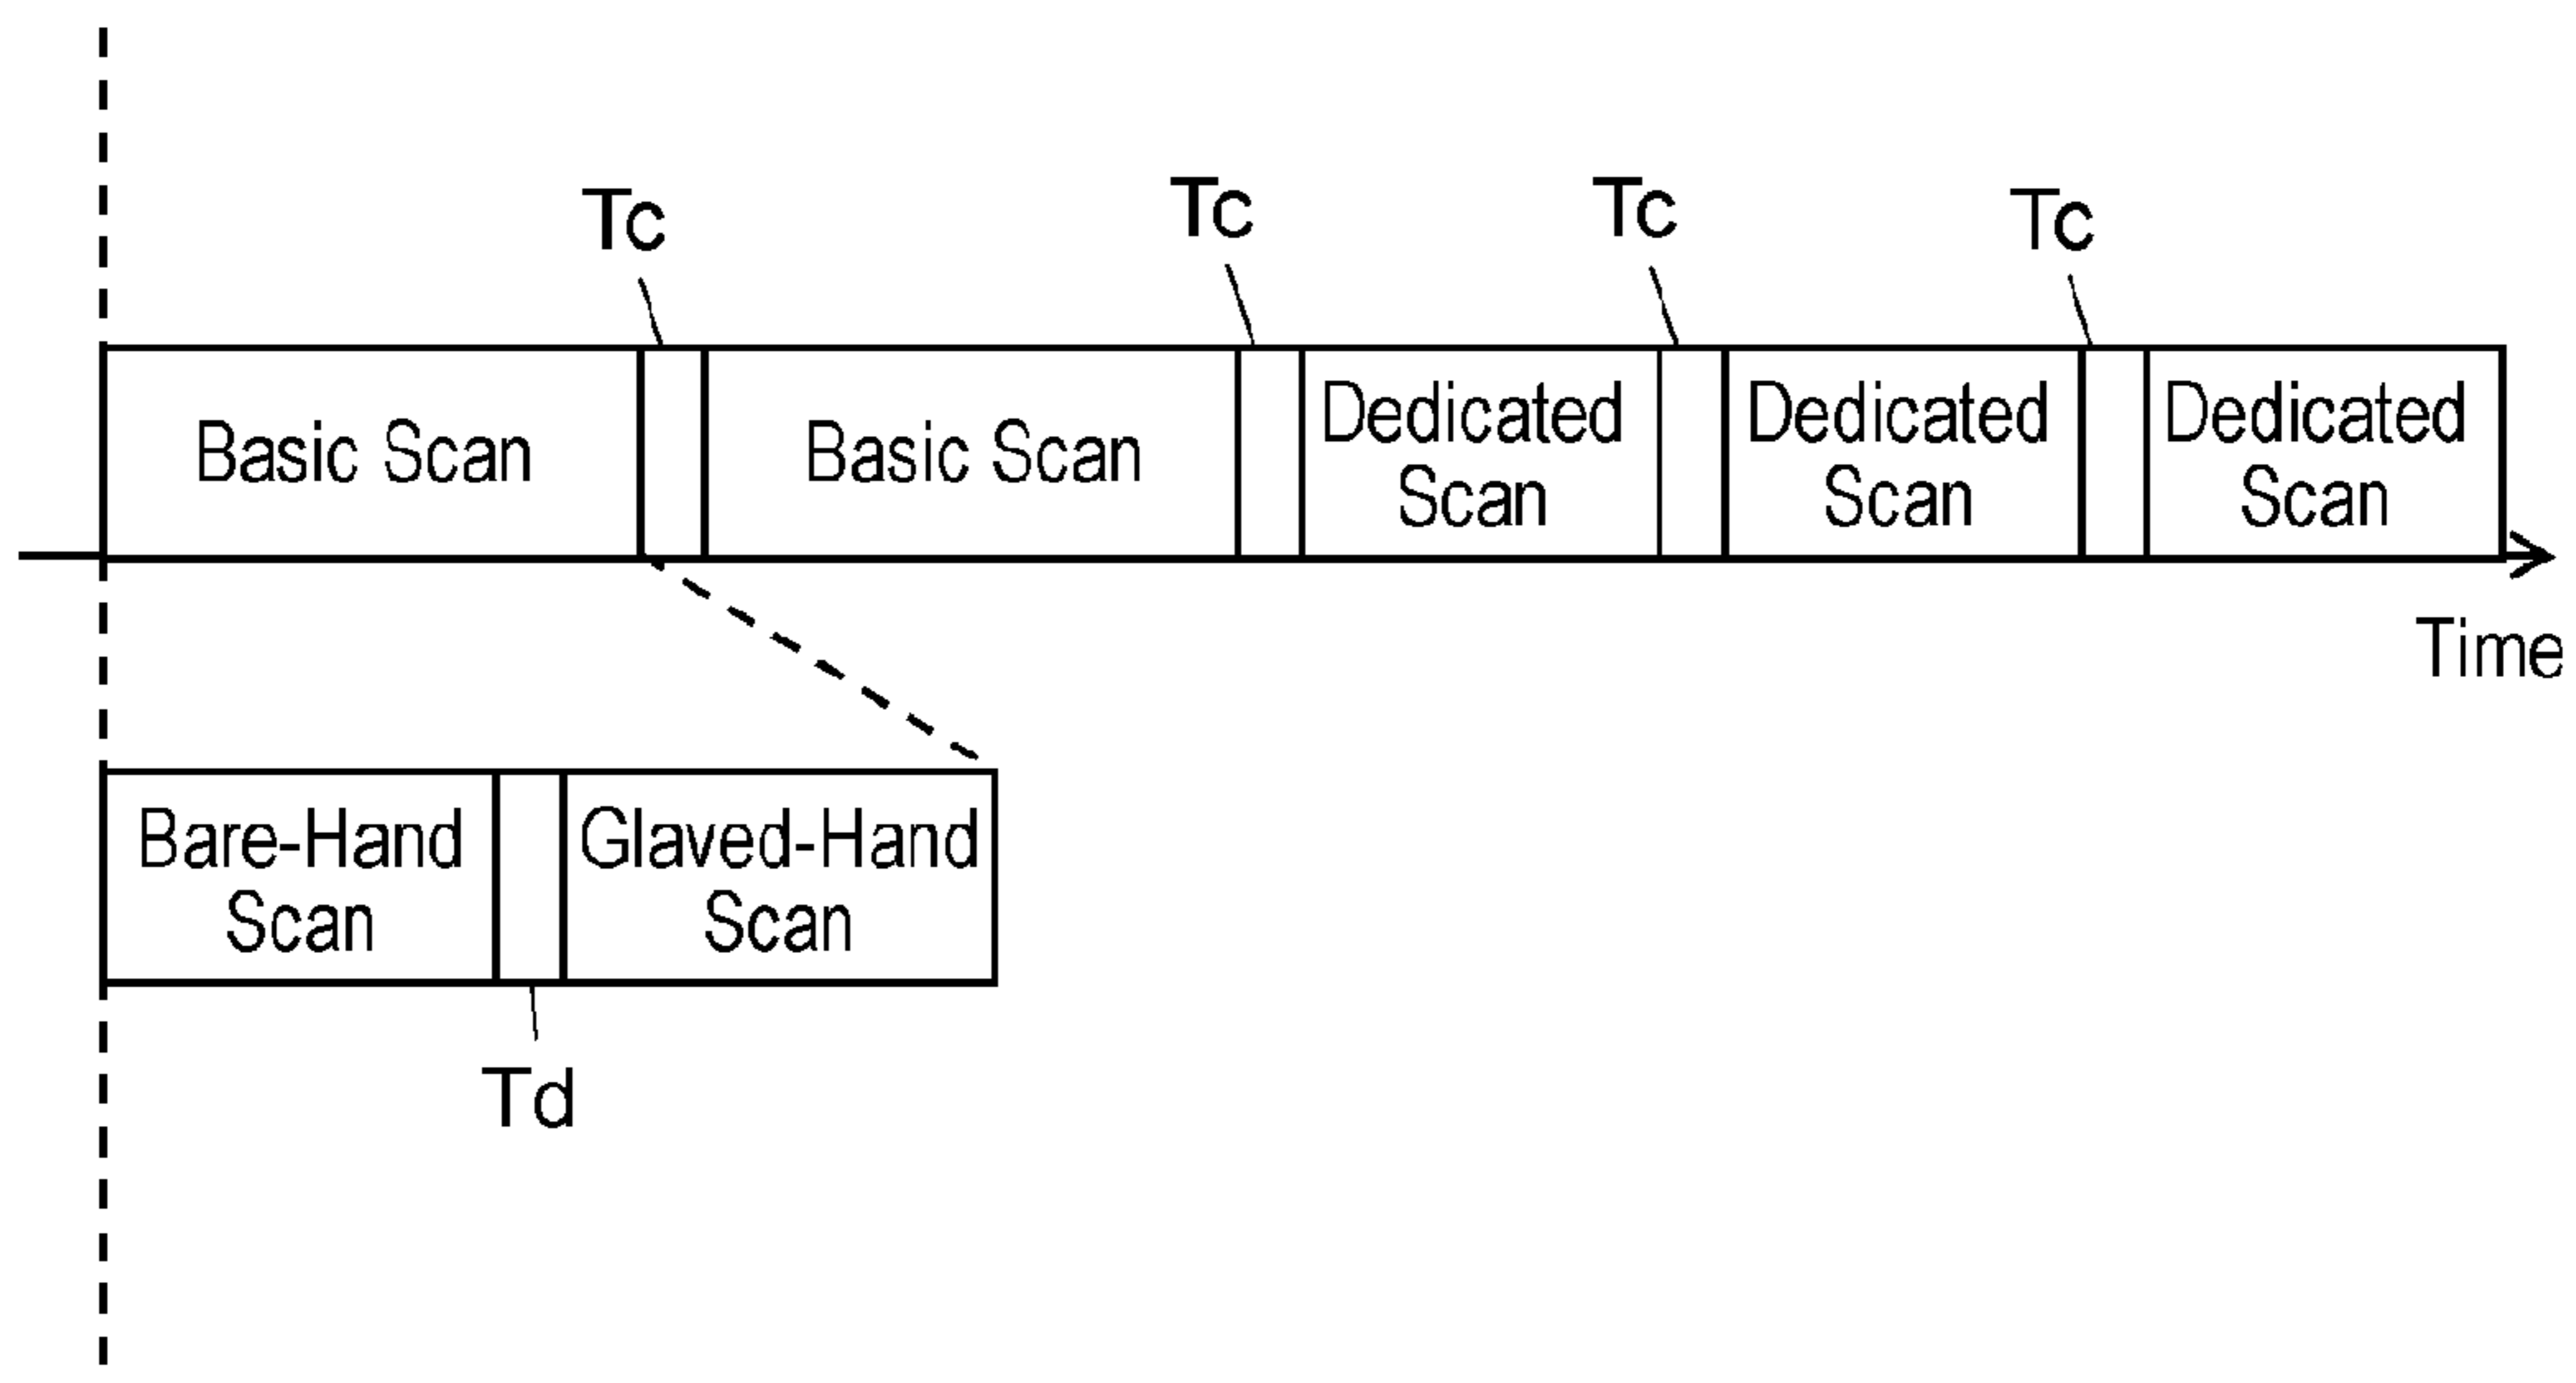 Tc
Tc
Tc
Tc
Basic Scan
Basic Scan
Dedicated
Scan
Dedicated
Scan
Dedicated
Scan
Time
Bare-Hand
Scan
Glaved-Hand
Scan
Td